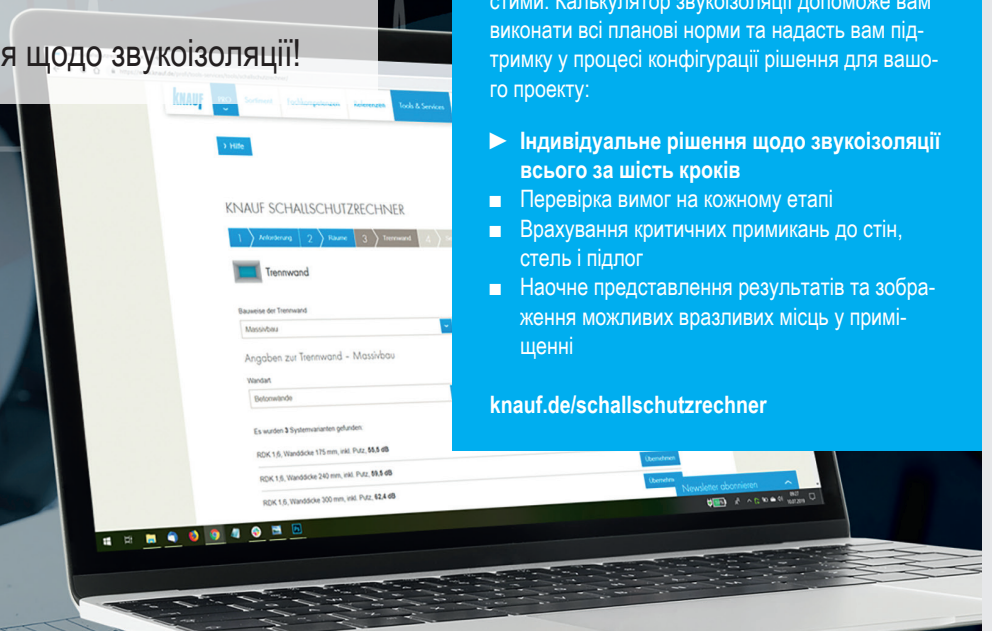 я щодо звукоізоляції!
стими. Калькулятор звукоізоляції допоможе вам
виконати всі планові норми та надасть вам під-
тримку у процесі конфігурації рішення для вашо-
го проекту:
► Індивідуальне рішення щодо звукоізоляції
всього за шість кроків
■ Перевірка вимог на кожному етапі
■ Врахування критичних примикань до стін,
стель і підлог
■ Наочне представлення результатів та зобра-
ження можливих вразливих місць у примі-
щенні
knauf.de/schallschutzrechner
KNAUF
Sortiment Fachkompetenzen Referenzen Tools & Services
› Hilfe
KNAUF SCHALLSCHUTZRECHNER
1 Anforderung 2 Räume 3 Trennwand 4
Trennwand
Bauweise der Trennwand
Massivbau
Angaben zur Trennwand – Massivbau
Wandart
Betonwände
Es wurden 3 Systemvarianten gefunden.
RDK 1,6, Wanddicke 175 mm, inkl. Putz, 55,5 dB
Übernehmen
RDK 1,6, Wanddicke 240 mm, inkl. Putz, 59,5 dB
Übernehmen
RDK 1,6, Wanddicke 300 mm, inkl. Putz, 62,4 dB
Newsletter abonnieren